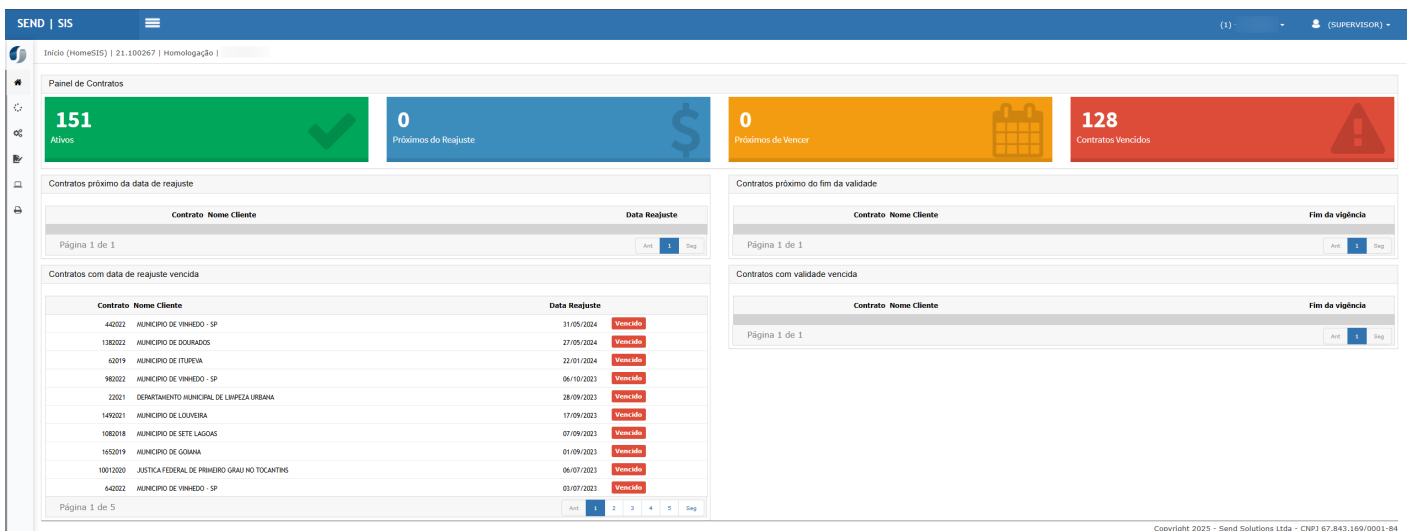 SEND | SIS
(1) -
(SUPERVISOR)
Início (HomeSIS) | 21.100267 | Homologação |
Painel de Contratos
151
Ativos
0
Próximos do Reajuste
0
Próximos de Vencer
128
Contratos Vencidos
Contratos próximo da data de reajuste
Contrato Nome Cliente Data Reajuste
Página 1 de 1
Ant 1 Seg
Contratos próximo do fim da validade
Contrato Nome Cliente Fim da vigência
Página 1 de 1
Ant 1 Seg
Contratos com data de reajuste vencida
Contrato Nome Cliente Data Reajuste
442022 MUNICIPIO DE VINHEDO - SP 31/05/2024 Vencido
1382022 MUNICIPIO DE DOURADOS 27/05/2024 Vencido
62019 MUNICIPIO DE ITUPEVA 22/01/2024 Vencido
982022 MUNICIPIO DE VINHEDO - SP 06/10/2023 Vencido
22021 DEPARTAMENTO MUNICIPAL DE LIMPEZA URBANA 28/09/2023 Vencido
1492021 MUNICIPIO DE LOUVEIRA 17/09/2023 Vencido
1082018 MUNICIPIO DE SETE LAGOAS 07/09/2023 Vencido
1652019 MUNICIPIO DE GOIANA 01/09/2023 Vencido
10012020 JUSTICA FEDERAL DE PRIMEIRO GRAU NO TOCANTINS 06/07/2023 Vencido
642022 MUNICIPIO DE VINHEDO - SP 03/07/2023 Vencido
Página 1 de 5
Ant 1 2 3 4 5 Seg
Contratos com validade vencida
Contrato Nome Cliente Fim da vigência
Página 1 de 1
Ant 1 Seg
Copyright 2025 - Send Solutions Ltda - CNPJ 67.843.169/0001-84